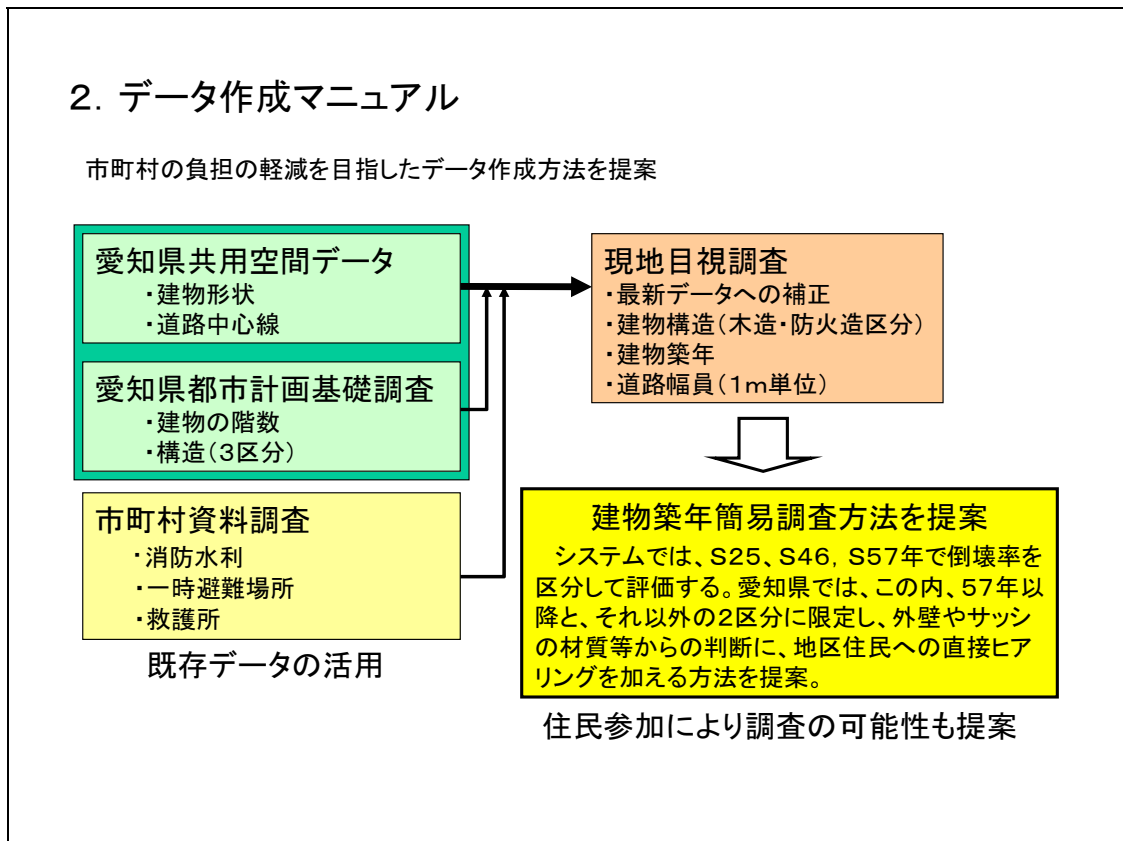 ２．データ作成マニュアル
市町村の負担の軽減を目指したデータ作成方法を提案
愛知県共用空間データ
・建物形状
・道路中心線
愛知県都市計画基礎調査
・建物の階数
・構造（３区分）
市町村資料調査
・消防水利
・一時避難場所
・救護所
既存データの活用
現地目視調査
・最新データへの補正
・建物構造（木造・防火造区分）
・建物築年
・道路幅員（１ｍ単位）
建物築年簡易調査方法を提案
システムでは、Ｓ２５、Ｓ４６，Ｓ５７年で倒壊率を
区分して評価する。愛知県では、この内、５７年以
降と、それ以外の２区分に限定し、外壁やサッシ
の材質等からの判断に、地区住民への直接ヒア
リングを加える方法を提案。
住民参加により調査の可能性も提案